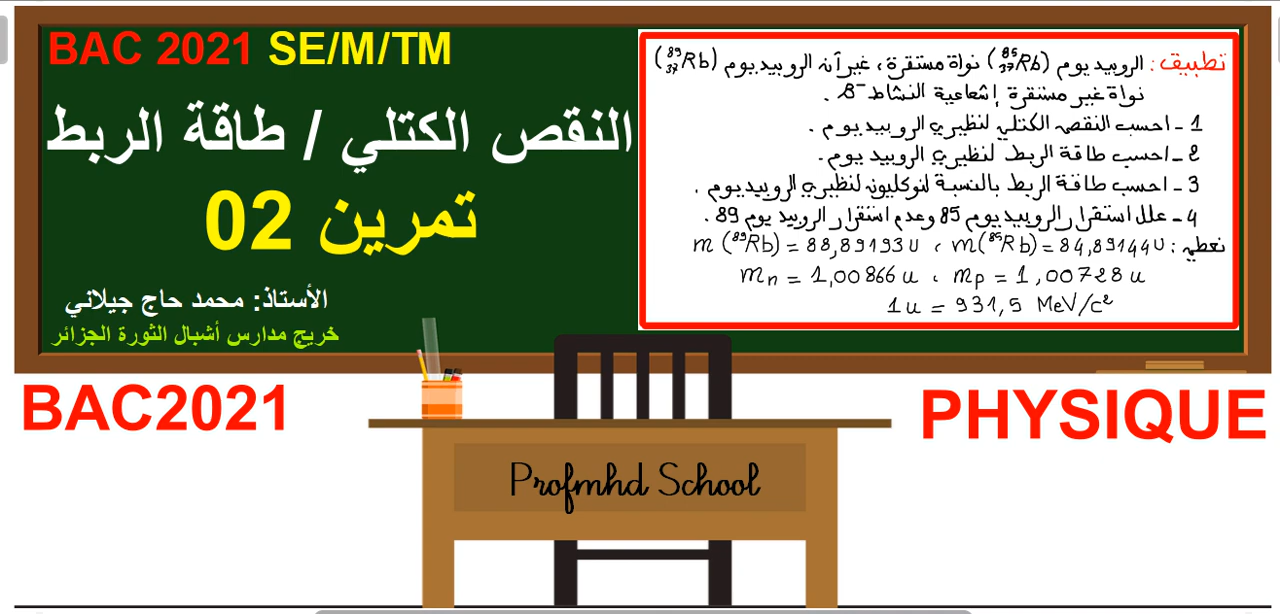 BAC 2021 SE/M/TM
النقص الكتلي / طاقة الربط
تمرين 02
الأستاذ: محمد حاج جيلاني
خريج مدارس أشبال الثورة الجزائر
تطبيق: الروبيديوم (⁸⁵₃₇Rb) نواة مستقرة، غير أن الروبيديوم (⁸⁹₃₇Rb)
نواة غير مستقرة إشعاعية النشاط β⁻.
1 - احسب النقص الكتلي لنظيري الروبيديوم.
2 - احسب طاقة الربط لنظيري الروبيديوم.
3 - احسب طاقة الربط بالنسبة لنوكليون لنظيري الروبيديوم.
4 - علل استقرار الروبيديوم 85 وعدم استقرار الروبيديوم 89.
نعطي: m(⁸⁵Rb) = 84,89144u ، m(⁸⁹Rb) = 88,89193u
mₚ = 1,00728 u ، mₙ = 1,00866 u
1u = 931,5 MeV/c²
BAC2021
PHYSIQUE
Profmhd School